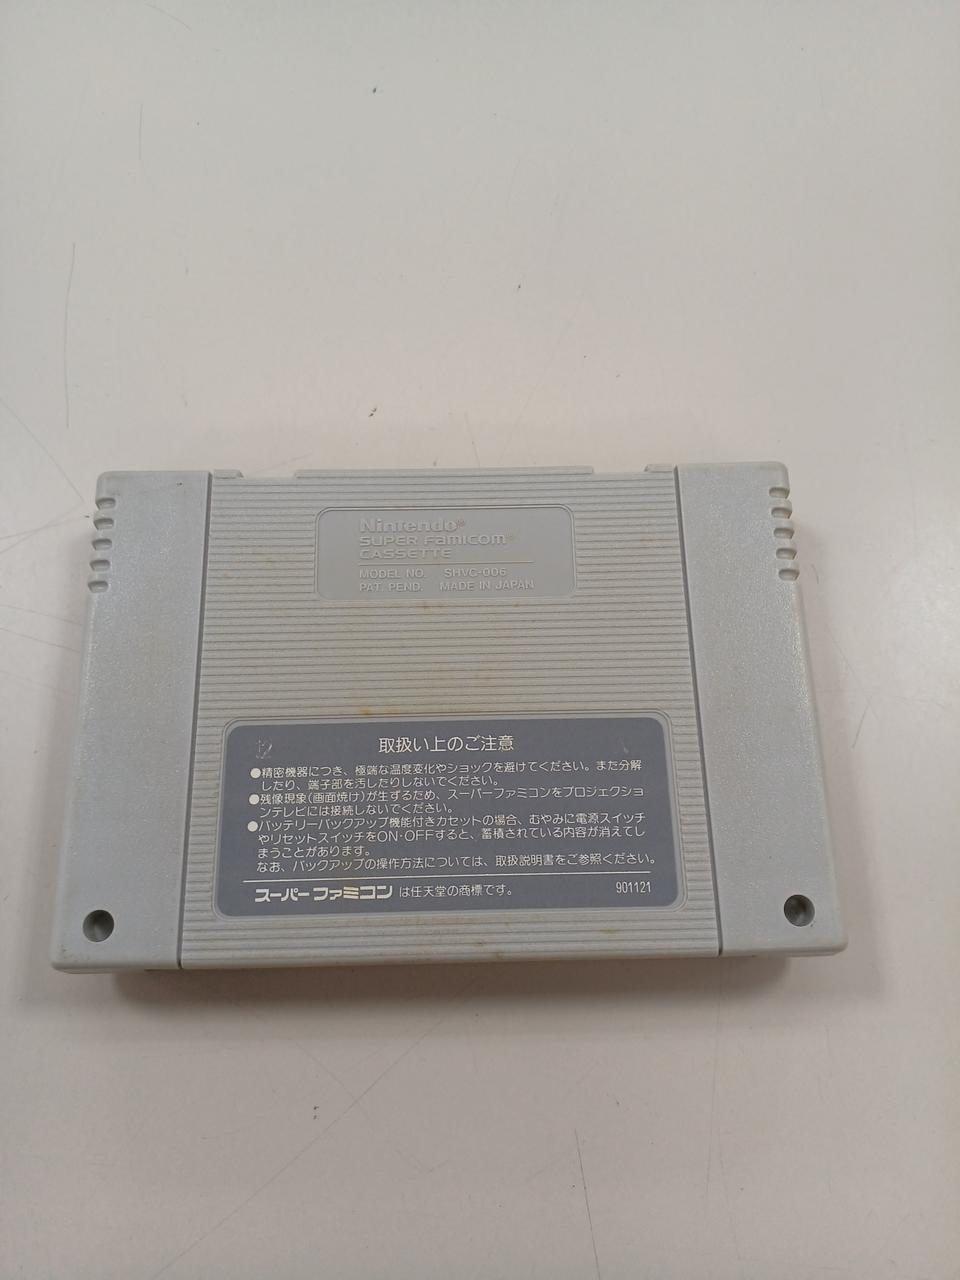 Nintendo®
SUPER FAMICOM®
CASSETTE
MODEL NO. SHVC-006
PAT. PEND. MADE IN JAPAN
12
取扱い上のご注意
●精密機器につき、極端な温度変化やショックを避けてください。また分解
したり、端子部を汚したりしないでください。
●残像現象(画面焼け)が生ずるため、スーパーファミコンをプロジェクショ
ンテレビには接続しないでください。
●バッテリーバックアップ機能付きカセットの場合、むやみに電源スイッチ
やリセットスイッチをON・OFFすると、蓄積されている内容が消えてし
まうことがあります。
なお、バックアップの操作方法については、取扱説明書をご参照ください。
スーパーファミコン は任天堂の商標です。 901121